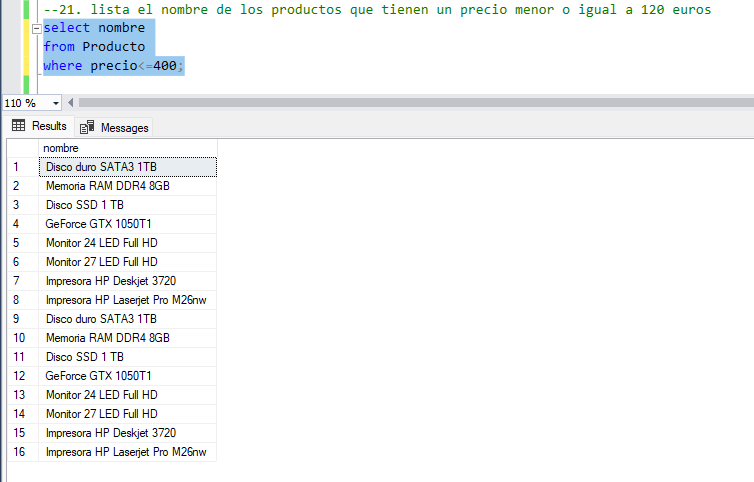 --21. lista el nombre de los productos que tienen un precio menor o igual a 120 euros
select nombre
from Producto
where precio<=400;
110 %
Results Messages
nombre
1 Disco duro SATA3 1TB
2 Memoria RAM DDR4 8GB
3 Disco SSD 1 TB
4 GeForce GTX 1050T1
5 Monitor 24 LED Full HD
6 Monitor 27 LED Full HD
7 Impresora HP Deskjet 3720
8 Impresora HP Laserjet Pro M26nw
9 Disco duro SATA3 1TB
10 Memoria RAM DDR4 8GB
11 Disco SSD 1 TB
12 GeForce GTX 1050T1
13 Monitor 24 LED Full HD
14 Monitor 27 LED Full HD
15 Impresora HP Deskjet 3720
16 Impresora HP Laserjet Pro M26nw